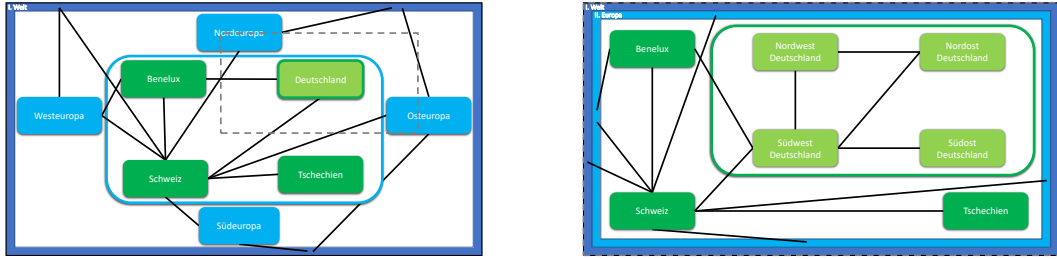 I. Welt
Nordeuropa
Benelux
Deutschland
Westeuropa
Osteuropa
Schweiz
Tschechien
Südeuropa
I. Welt
II. Europa
Benelux
Nordwest
Deutschland
Nordost
Deutschland
Südwest
Deutschland
Südost
Deutschland
Schweiz
Tschechien